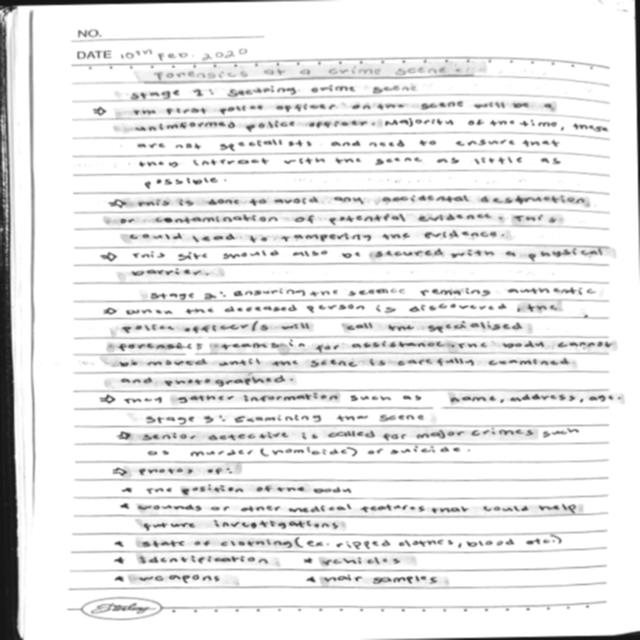 NO.
DATE 10th Feb. 2020
Forensics at a crime scene.
Stage 1: Securing crime scene
⇒ The first police officer on the scene will be a
uniformed police officer. Majority of the time, these
are not specialists and need to ensure that
they interact with the scene as little as
possible.
⇒ This is done to avoid any accidental destruction
or contamination of potential evidence. This
could lead to tampering the evidence.
⇒ This site should also be secured with a physical
barrier.
Stage 2: Ensuring the scene remains authentic
⇒ When the deceased person is discovered, the
police officer/s will call the specialised
forensics teams in for assistance. The body cannot
be moved until the scene is carefully examined
and photographed.
⇒ They gather information such as name, address, age.
Stage 3: Examining the scene
⇒ Senior detective is called for major crimes such
as murder (homicide) or suicide.
⇒ Photos of:
* The position of the body
* wounds or other medical features that could help
future investigations
* state of clothing (ex. ripped clothes, blood etc.)
* Identification * vehicles
* weapons * hair samples
Sterling